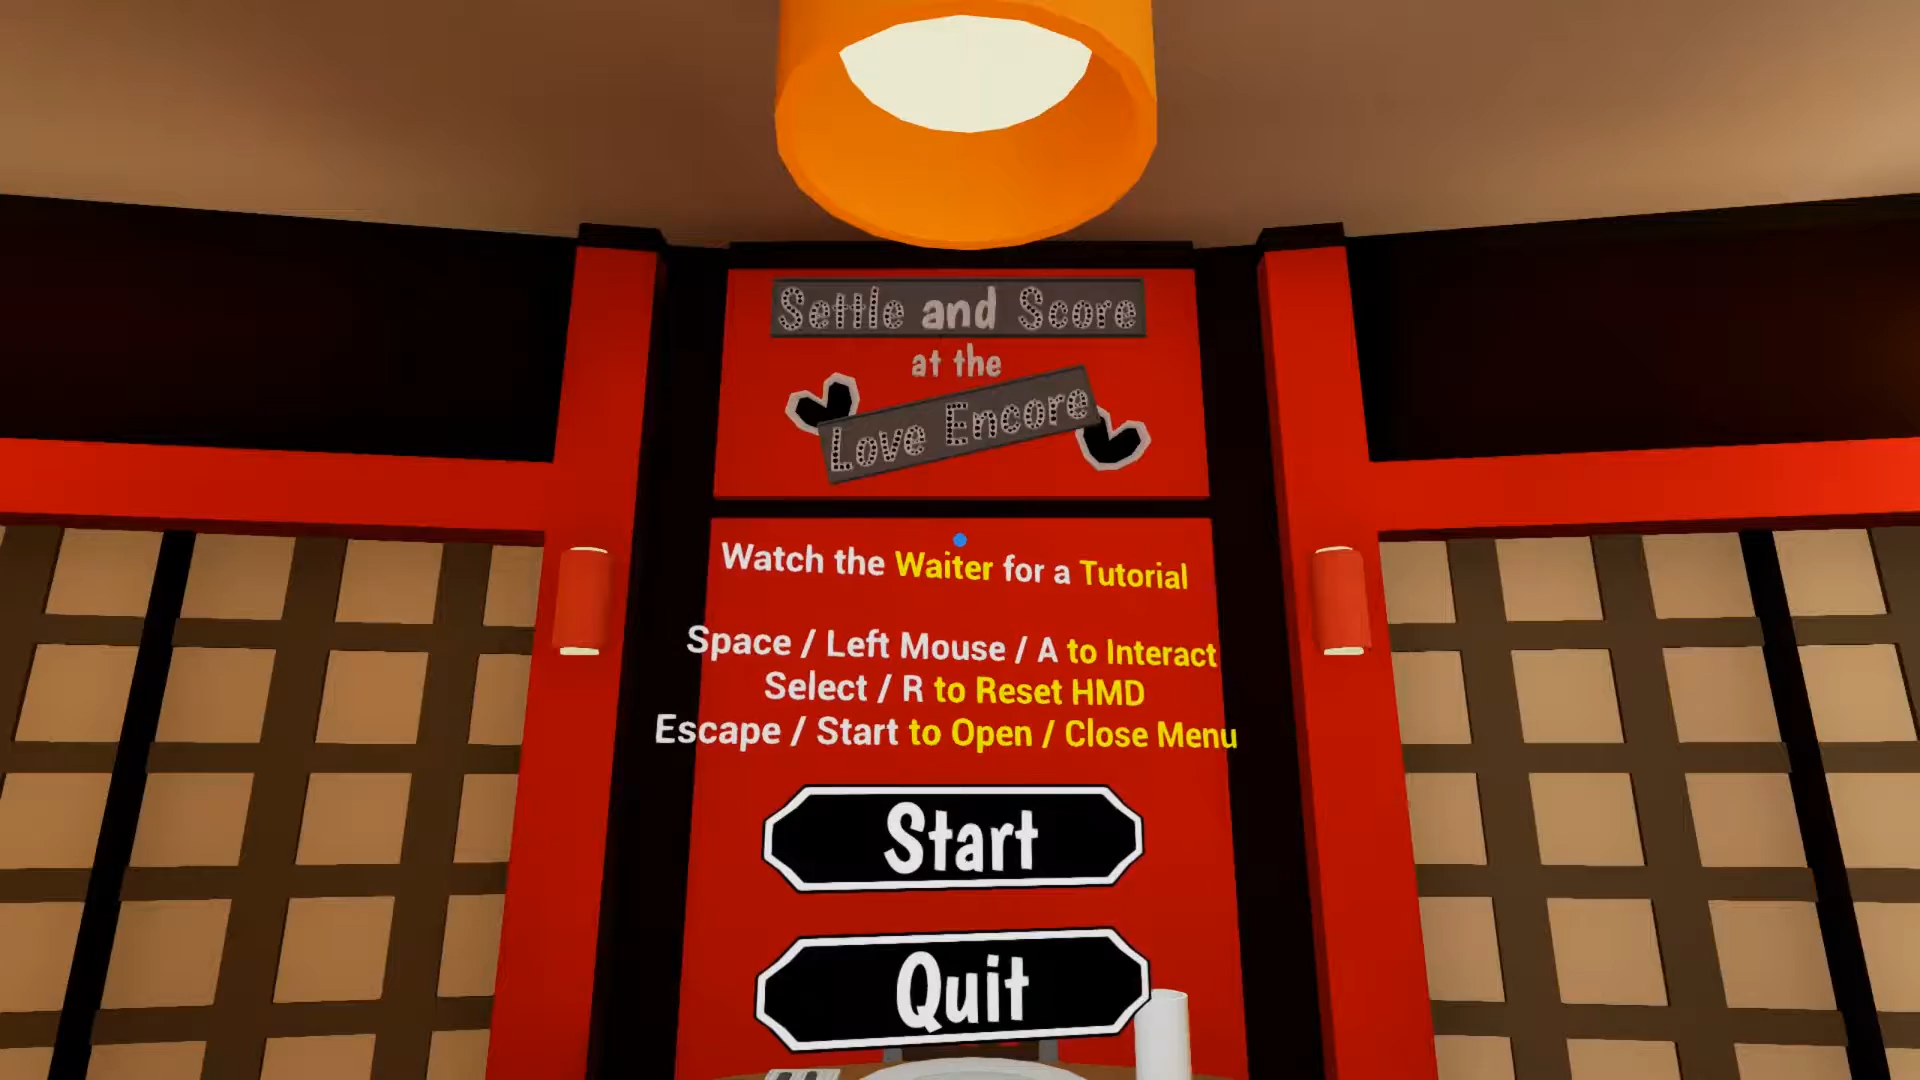 Settle and Score
at the
Love Encore
Watch the Waiter for a Tutorial
Space / Left Mouse / A to Interact
Select / R to Reset HMD
Escape / Start to Open / Close Menu
Start
Quit